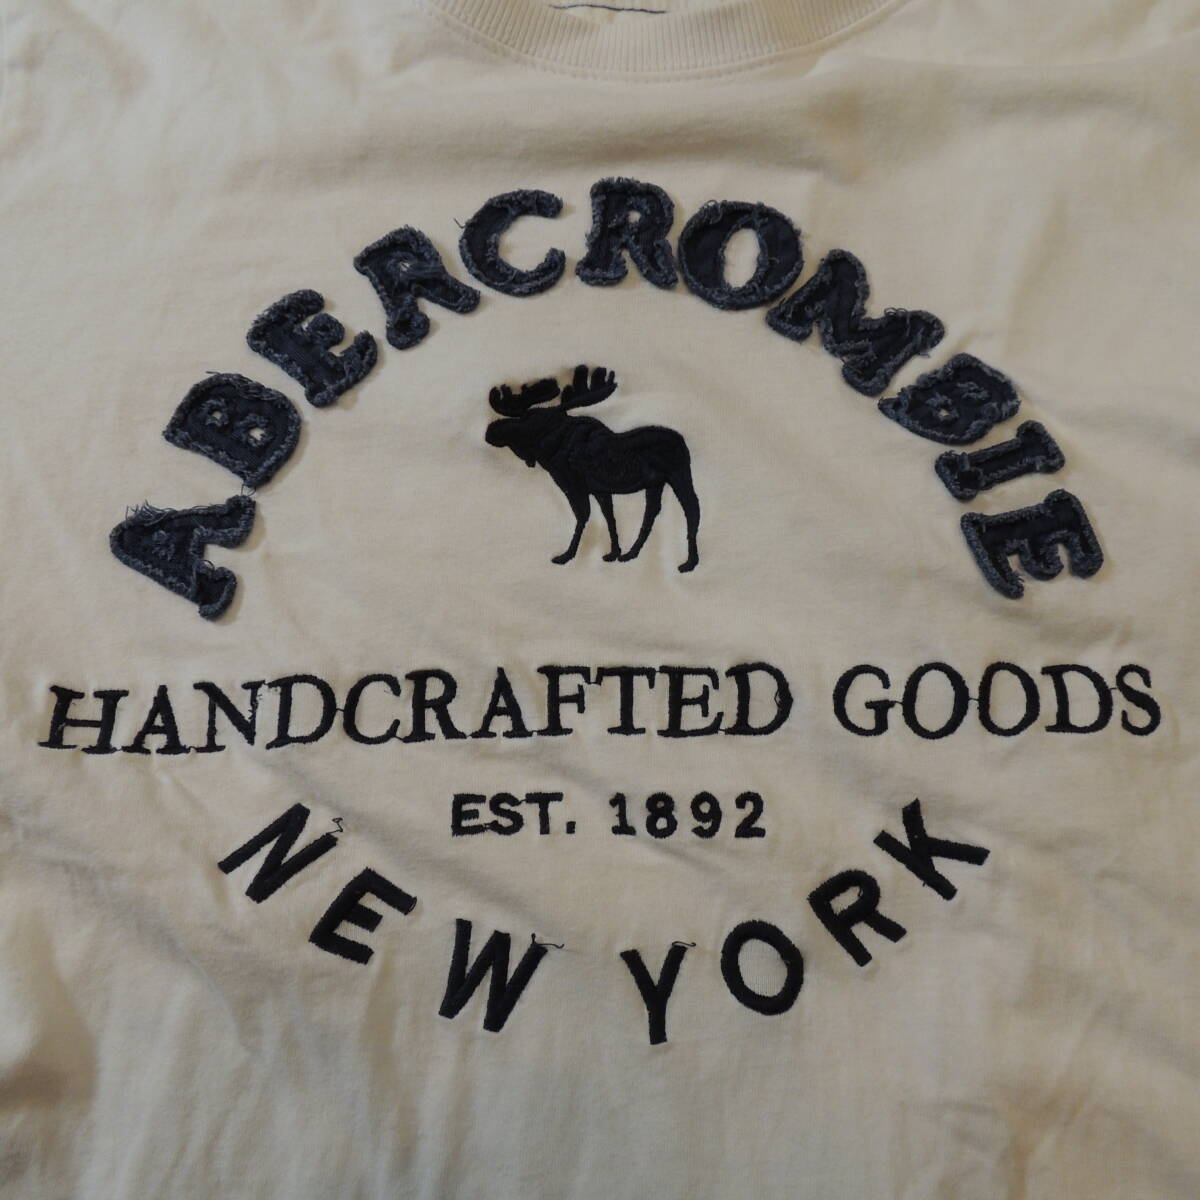 ABERCROMBIE
HANDCRAFTED GOODS
EST. 1892
NEW YORK